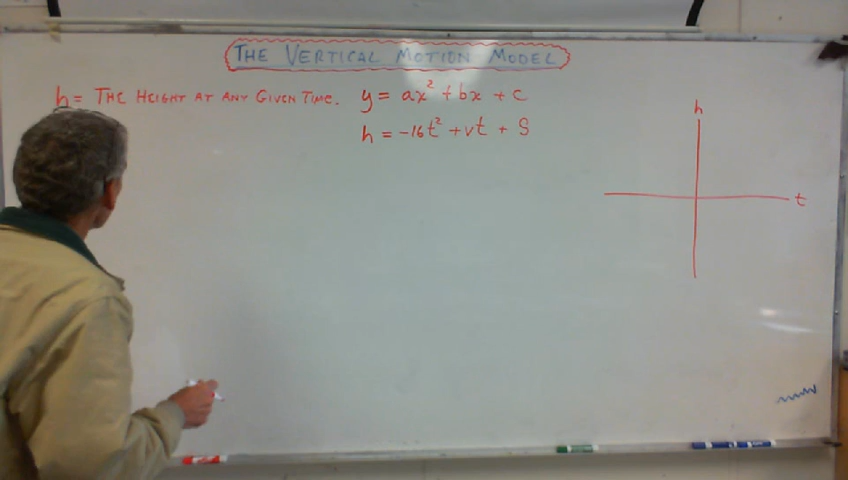 THE VERTICAL MOTION MODEL
h = THE HEIGHT AT ANY GIVEN TIME. y = ax² + bx + c
h = -16t² + vt + S
h
t